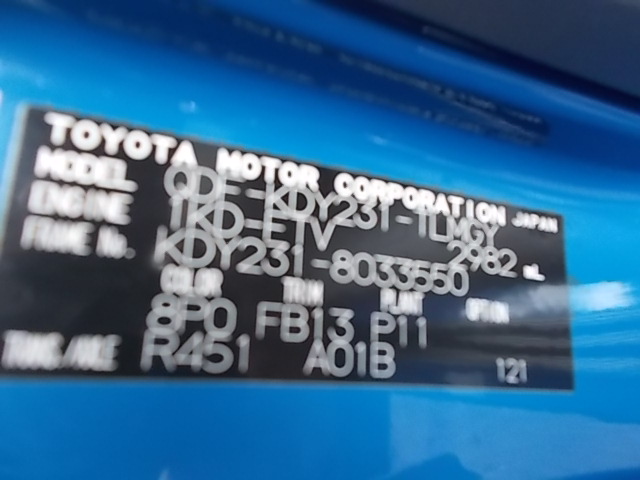 TOYOTA MOTOR CORPORATION JAPAN
MODEL QDF-KDY231-TLMGY
ENGINE 1KD-FTV 2982 mL
FRAME No. KDY231-8033550
COLOR TRIM PLANT OPTION
8P0 FB13 P11
TRANS./AXLE R451 A01B 121